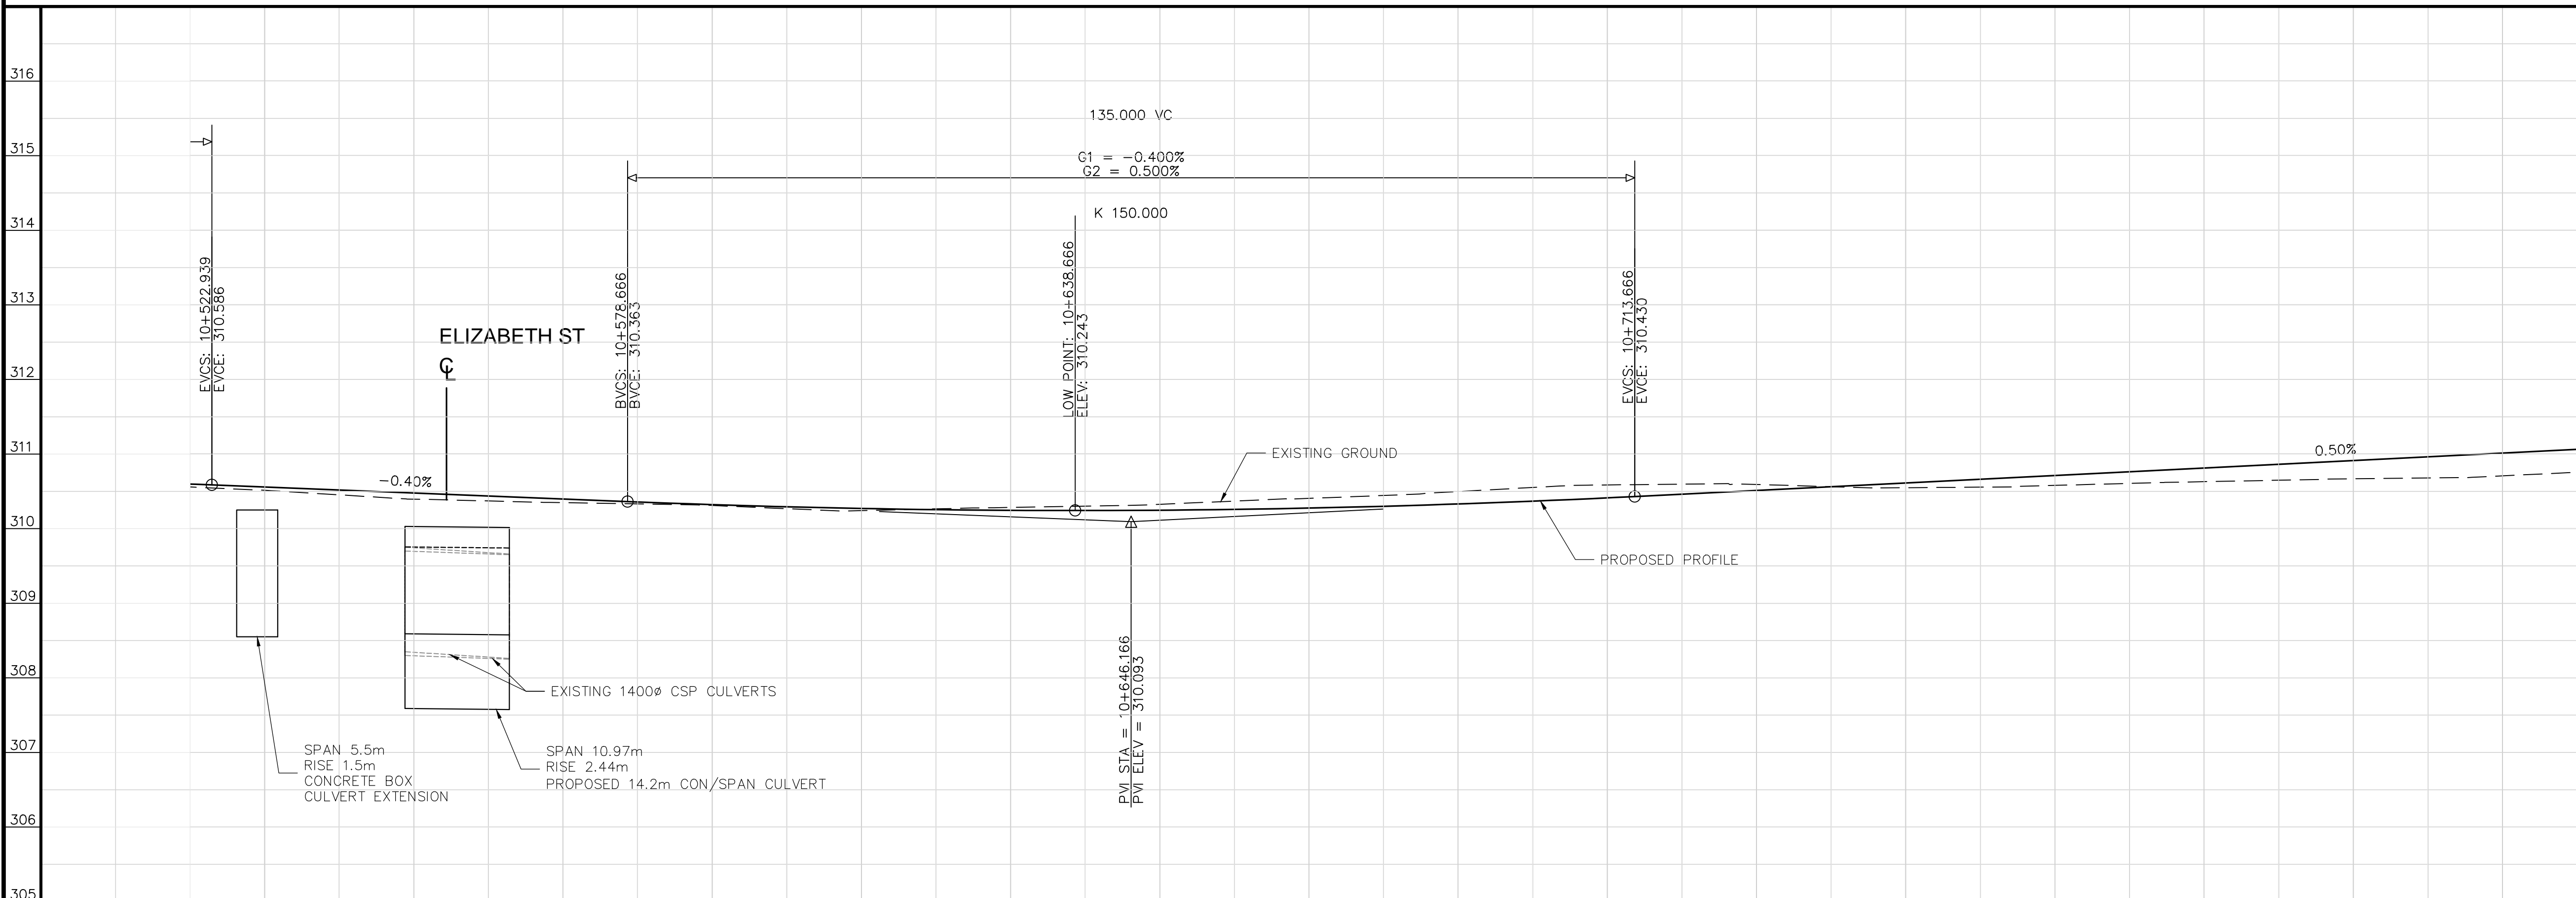 316
315
314
313
312
311
310
309
308
307
306
305
135.000 VC
G1 = -0.400%
G2 = 0.500%
K 150.000
EVCS: 10+522.939
EVCE: 310.586
ELIZABETH ST
℄
BVCS: 10+578.666
BVCE: 310.363
LOW POINT: 10+638.666
ELEV: 310.243
EVCS: 10+713.666
EVCE: 310.430
-0.40%
EXISTING GROUND
0.50%
PROPOSED PROFILE
PVI STA = 10+646.166
PVI ELEV = 310.093
EXISTING 1400ø CSP CULVERTS
SPAN 5.5m
RISE 1.5m
CONCRETE BOX
CULVERT EXTENSION
SPAN 10.97m
RISE 2.44m
PROPOSED 14.2m CON/SPAN CULVERT